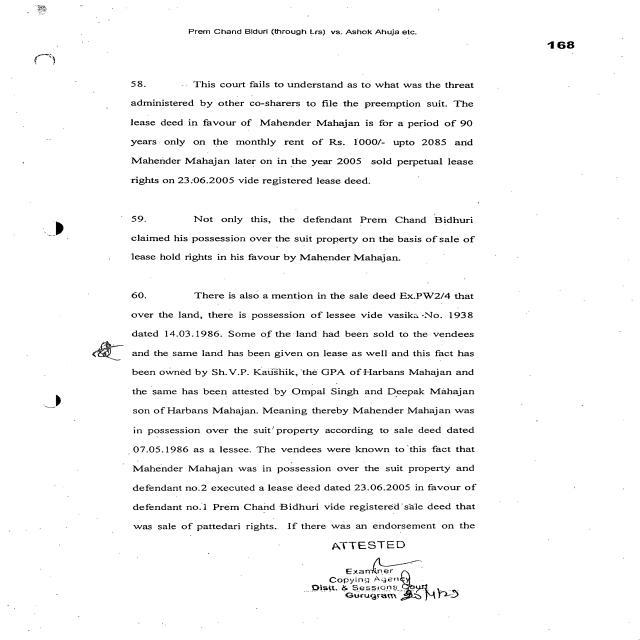 Prem Chand Biduri (through Lrs) vs. Ashok Ahuja etc.
168
58. This court fails to understand as to what was the threat
administered by other co-sharers to file the preemption suit. The
lease deed in favour of Mahender Mahajan is for a period of 90
years only on the monthly rent of Rs. 1000/- upto 2085 and
Mahender Mahajan later on in the year 2005 sold perpetual lease
rights on 23.06.2005 vide registered lease deed.
59. Not only this, the defendant Prem Chand Bidhuri
claimed his possession over the suit property on the basis of sale of
lease hold rights in his favour by Mahender Mahajan.
60. There is also a mention in the sale deed Ex.PW2/4 that
over the land, there is possession of lessee vide vasika No. 1938
dated 14.03.1986. Some of the land had been sold to the vendees
and the same land has been given on lease as well and this fact has
been owned by Sh.V.P. Kaushik, the GPA of Harbans Mahajan and
the same has been attested by Ompal Singh and Deepak Mahajan
son of Harbans Mahajan. Meaning thereby Mahender Mahajan was
in possession over the suit property according to sale deed dated
07.05.1986 as a lessee. The vendees were known to this fact that
Mahender Mahajan was in possession over the suit property and
defendant no.2 executed a lease deed dated 23.06.2005 in favour of
defendant no.1 Prem Chand Bidhuri vide registered sale deed that
was sale of pattedari rights. If there was an endorsement on the
ATTESTED
Examiner
Copying Agency
Distt. & Sessions Court
Gurugram